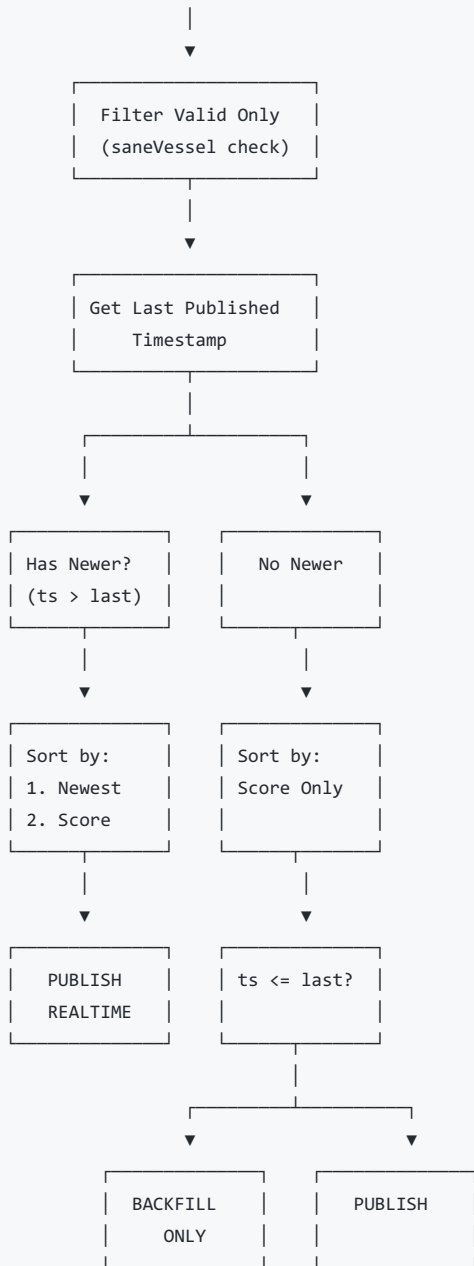 Filter Valid Only
(saneVessel check)
Get Last Published
Timestamp
Has Newer?
(ts > last)
No Newer
Sort by:
1. Newest
2. Score
Sort by:
Score Only
PUBLISH
REALTIME
ts <= last?
BACKFILL
ONLY
PUBLISH